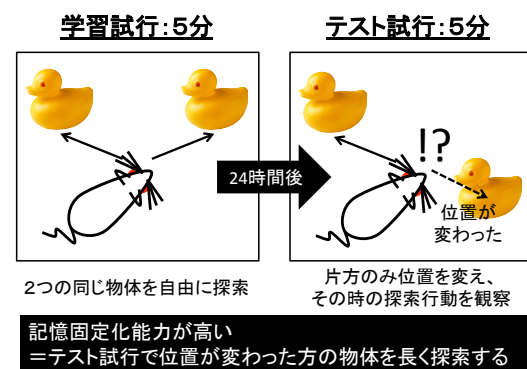 学習試行:5分
テスト試行:5分
24時間後
!?
位置が
変わった
2つの同じ物体を自由に探索
片方のみ位置を変え、
その時の探索行動を観察
記憶固定化能力が高い
=テスト試行で位置が変わった方の物体を長く探索する